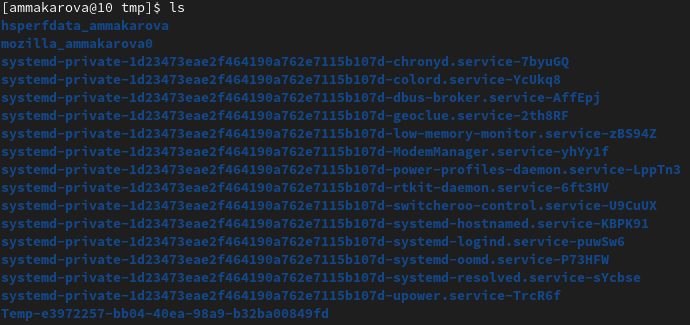 [ammakarova@10 tmp]$ ls
hsperfdata_ammakarova
mozilla_ammakarova0
systemd-private-1d23473eae2f464190a762e7115b107d-chronyd.service-7byuGQ
systemd-private-1d23473eae2f464190a762e7115b107d-colord.service-YcUkq8
systemd-private-1d23473eae2f464190a762e7115b107d-dbus-broker.service-AffEpj
systemd-private-1d23473eae2f464190a762e7115b107d-geoclue.service-2th8RF
systemd-private-1d23473eae2f464190a762e7115b107d-low-memory-monitor.service-zBS94Z
systemd-private-1d23473eae2f464190a762e7115b107d-ModemManager.service-yhYy1f
systemd-private-1d23473eae2f464190a762e7115b107d-power-profiles-daemon.service-LppTn3
systemd-private-1d23473eae2f464190a762e7115b107d-rtkit-daemon.service-6ft3HV
systemd-private-1d23473eae2f464190a762e7115b107d-switcheroo-control.service-U9CuUX
systemd-private-1d23473eae2f464190a762e7115b107d-systemd-hostnamed.service-KBPK91
systemd-private-1d23473eae2f464190a762e7115b107d-systemd-logind.service-puwSw6
systemd-private-1d23473eae2f464190a762e7115b107d-systemd-oomd.service-P73HFW
systemd-private-1d23473eae2f464190a762e7115b107d-systemd-resolved.service-sYcbse
systemd-private-1d23473eae2f464190a762e7115b107d-upower.service-TrcR6f
Temp-e3972257-bb04-40ea-98a9-b32ba00849fd